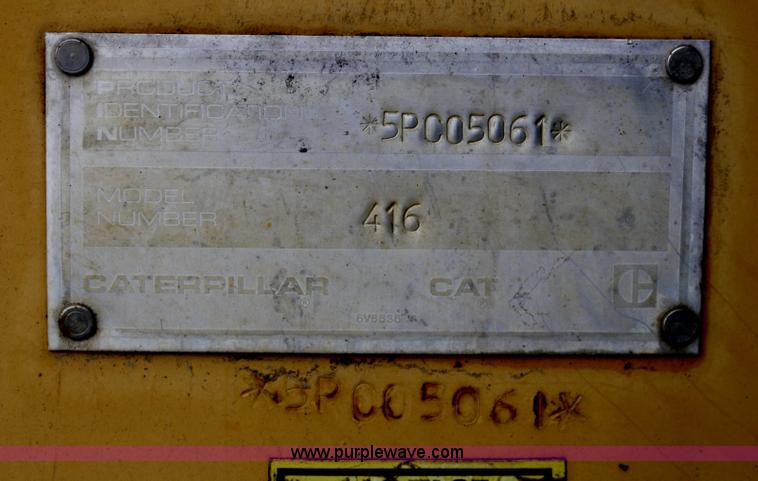 PRODUCT
IDENTIFICATION
NUMBER *5PC05061*
MODEL
NUMBER 416
CATERPILLAR CAT C
*5PC05061*
www.purplewave.com